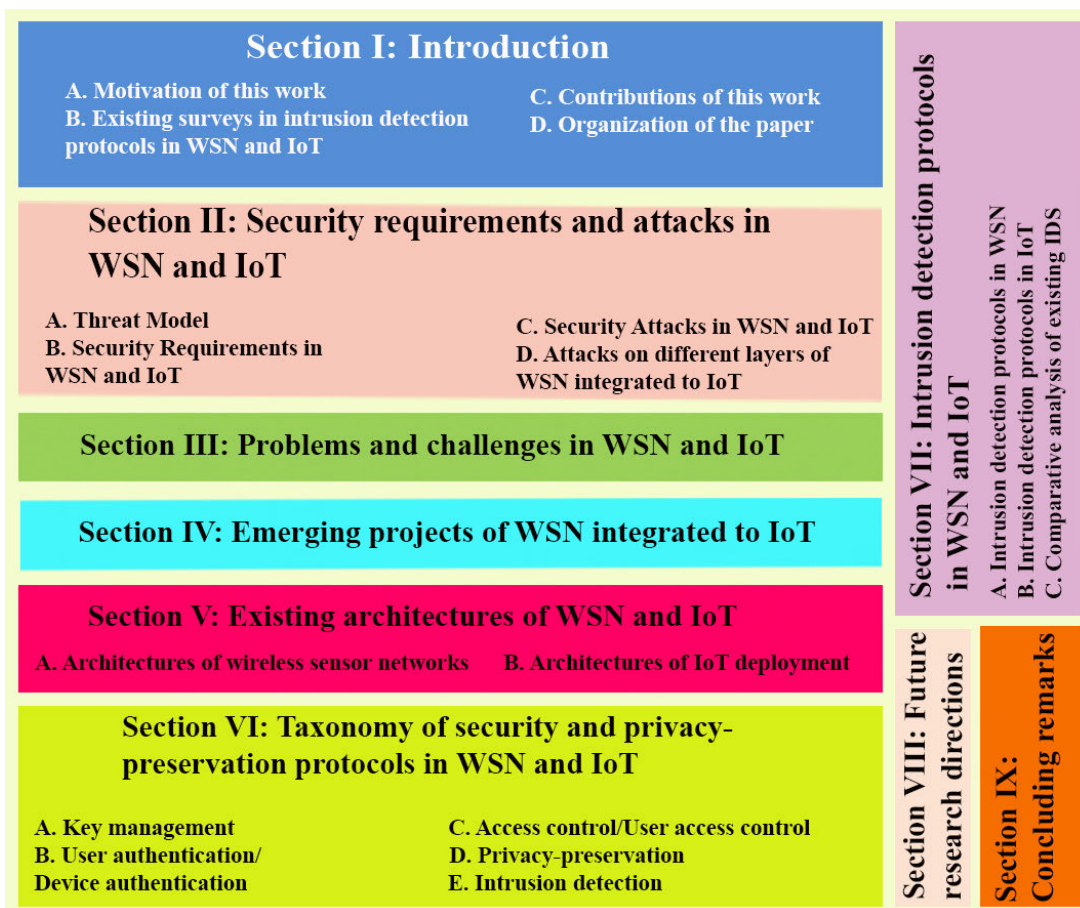 Section I: Introduction
A. Motivation of this work
B. Existing surveys in intrusion detection
protocols in WSN and IoT
C. Contributions of this work
D. Organization of the paper
Section II: Security requirements and attacks in
WSN and IoT
A. Threat Model
B. Security Requirements in
WSN and IoT
C. Security Attacks in WSN and IoT
D. Attacks on different layers of
WSN integrated to IoT
Section III: Problems and challenges in WSN and IoT
Section IV: Emerging projects of WSN integrated to IoT
Section V: Existing architectures of WSN and IoT
A. Architectures of wireless sensor networks
B. Architectures of IoT deployment
Section VI: Taxonomy of security and privacy-
preservation protocols in WSN and IoT
A. Key management
B. User authentication/
Device authentication
C. Access control/User access control
D. Privacy-preservation
E. Intrusion detection
Section VII: Intrusion detection protocols
in WSN and IoT
A. Intrusion detection protocols in WSN
B. Intrusion detection protocols in IoT
C. Comparative analysis of existing IDS
Section VIII: Future
research directions
Section IX:
Concluding remarks